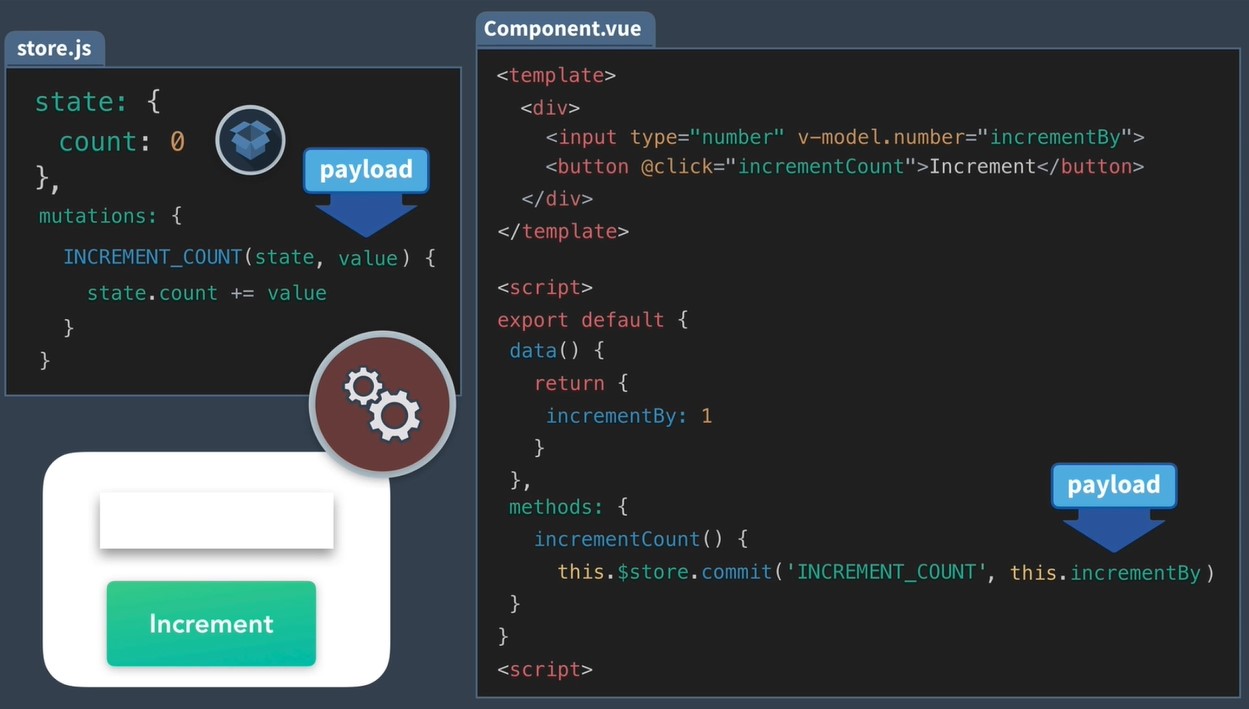 store.js
state: {
count: 0
},
payload
mutations: {
INCREMENT_COUNT(state, value) {
state.count += value
}
}
Increment
Component.vue
<template>
<div>
<input type="number" v-model.number="incrementBy">
<button @click="incrementCount">Increment</button>
</div>
</template>
<script>
export default {
data() {
return {
incrementBy: 1
}
},
methods: {
payload
incrementCount() {
this.$store.commit('INCREMENT_COUNT', this.incrementBy)
}
}
<script>